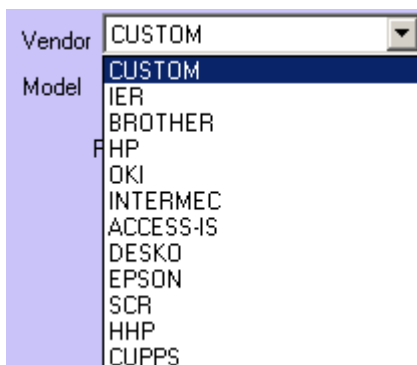 Vendor CUSTOM
CUSTOM
Model
IER
BROTHER
HP
OKI
INTERMEC
ACCESS-IS
DESKO
EPSON
SCR
HHP
CUPPS